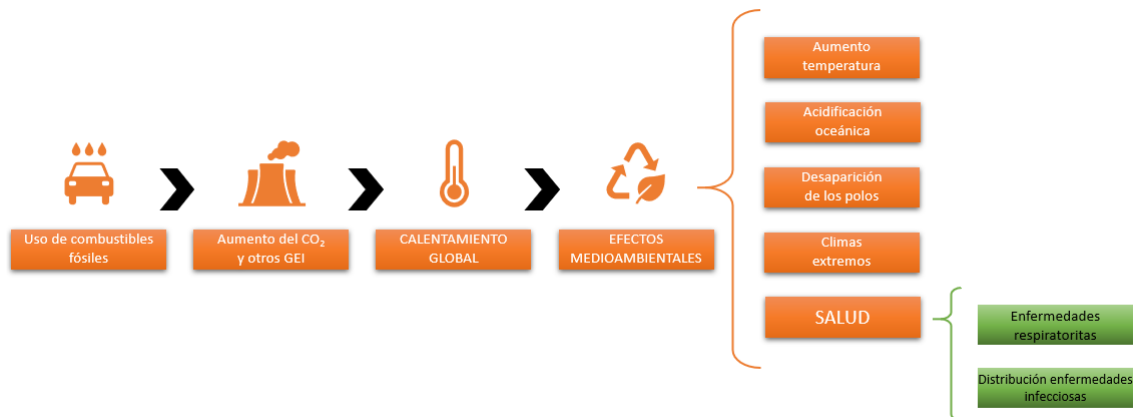 Uso de combustibles
fósiles
Aumento del CO₂
y otros GEI
CALENTAMIENTO
GLOBAL
EFECTOS
MEDIOAMBIENTALES
Aumento
temperatura
Acidificación
oceánica
Desaparición
de los polos
Climas
extremos
SALUD
Enfermedades
respiratoritas
Distribución enfermedades
infecciosas